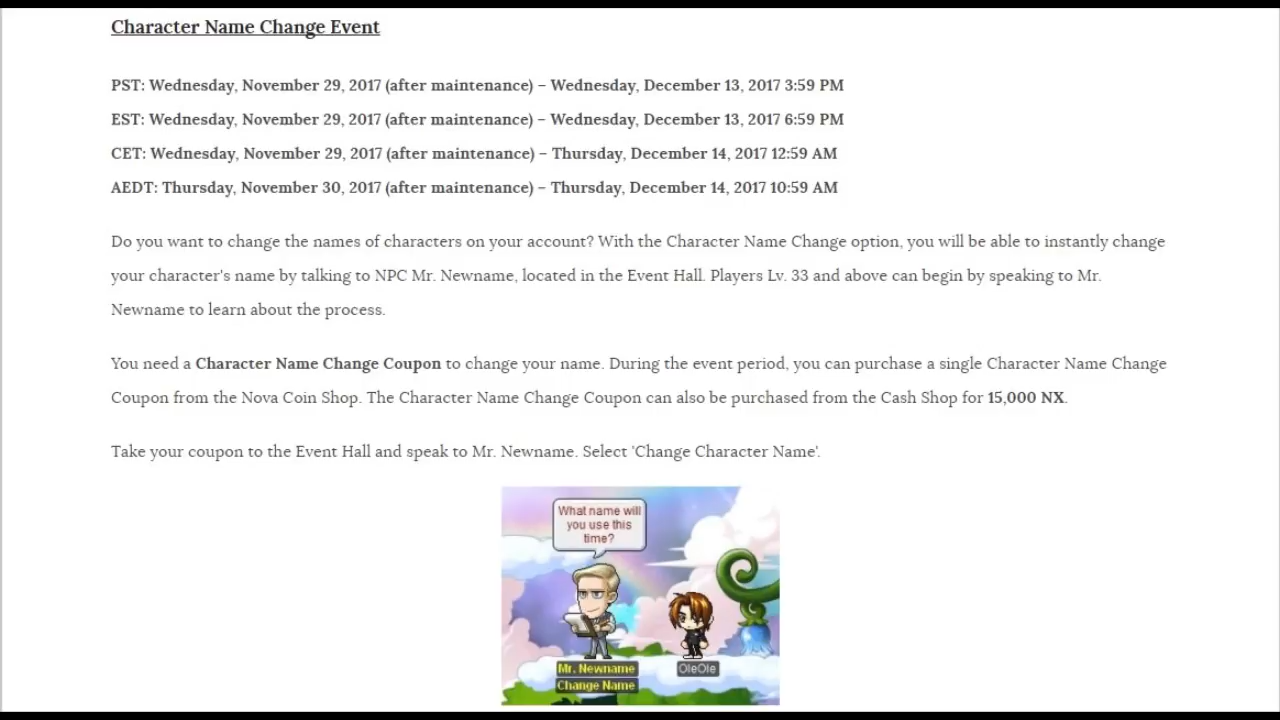 Character Name Change Event
PST: Wednesday, November 29, 2017 (after maintenance) – Wednesday, December 13, 2017 3:59 PM
EST: Wednesday, November 29, 2017 (after maintenance) – Wednesday, December 13, 2017 6:59 PM
CET: Wednesday, November 29, 2017 (after maintenance) – Thursday, December 14, 2017 12:59 AM
AEDT: Thursday, November 30, 2017 (after maintenance) – Thursday, December 14, 2017 10:59 AM
Do you want to change the names of characters on your account? With the Character Name Change option, you will be able to instantly change
your character's name by talking to NPC Mr. Newname, located in the Event Hall. Players Lv. 33 and above can begin by speaking to Mr.
Newname to learn about the process.
You need a Character Name Change Coupon to change your name. During the event period, you can purchase a single Character Name Change
Coupon from the Nova Coin Shop. The Character Name Change Coupon can also be purchased from the Cash Shop for 15,000 NX.
Take your coupon to the Event Hall and speak to Mr. Newname. Select 'Change Character Name'.
What name will
you use this
time?
Mr. Newname
OleOle
Change Name